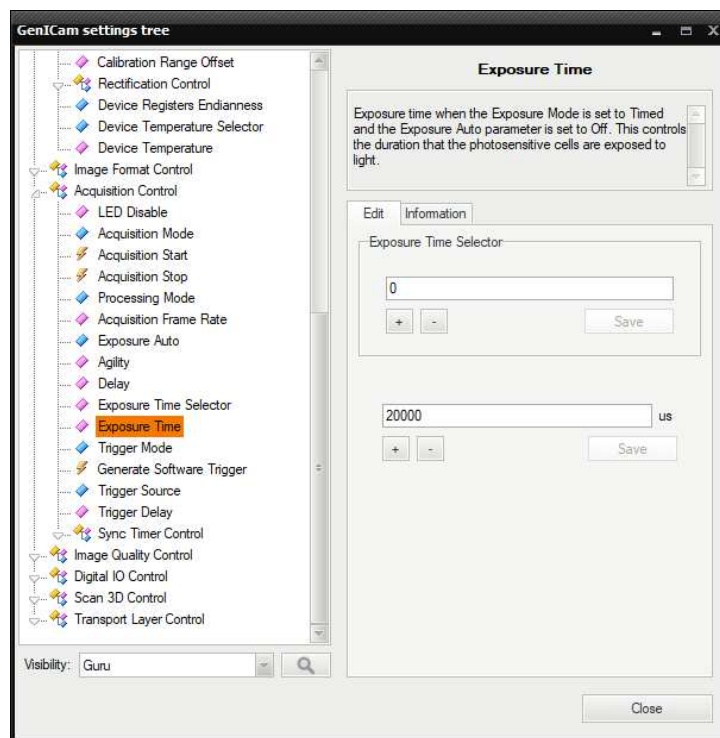 GenICam settings tree
Calibration Range Offset
Rectification Control
Device Registers Endianness
Device Temperature Selector
Device Temperature
Image Format Control
Acquisition Control
LED Disable
Acquisition Mode
Acquisition Start
Acquisition Stop
Processing Mode
Acquisition Frame Rate
Exposure Auto
Agility
Delay
Exposure Time Selector
Exposure Time
Trigger Mode
Generate Software Trigger
Trigger Source
Trigger Delay
Sync Timer Control
Image Quality Control
Digital IO Control
Scan 3D Control
Transport Layer Control
Visibility: Guru
Exposure Time
Exposure time when the Exposure Mode is set to Timed
and the Exposure Auto parameter is set to Off. This controls
the duration that the photosensitive cells are exposed to
light.
Edit Information
Exposure Time Selector
0
+ - Save
20000 us
+ - Save
Close